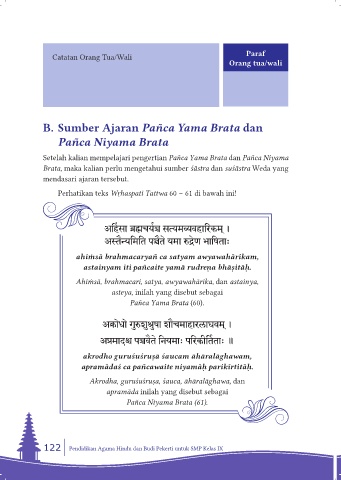 Catatan Orang Tua/Wali
Paraf
Orang tua/wali
B. Sumber Ajaran Pañca Yama Brata dan
Pañca Niyama Brata
Setelah kalian mempelajari pengertian Pañca Yama Brata dan Pañca Niyama
Brata, maka kalian perlu mengetahui sumber śāstra dan suśāstra Weda yang
mendasari ajaran tersebut.
Perhatikan teks Wṛhaspati Tattwa 60 – 61 di bawah ini!
अहिंसा ब्रह्मचर्यञ्च सत्यमव्यवहारिकम् ।
अस्तैन्यमिति पञ्चैते यमा रुद्रेण भाषिताः
ahiṁsā brahmacaryañ ca satyam awyawahārikam,
astainyam iti pañcaite yamā rudreṇa bhāṣitāḥ.
Ahiṁsā, brahmacari, satya, awyawahārika, dan astainya,
asteya, inilah yang disebut sebagai
Pañca Yama Brata (60).
अक्रोधो गुरुशुश्रुषा शौचमाहारलाघवम् ।
अप्रमादश्च पञ्चवैते नियमाः परिकीर्तिताः ॥
akrodho guruśuśruṣā śaucam āhāralāghawam,
apramādaś ca pañcawaite niyamāḥ parikīrtitāḥ.
Akrodha, guruśuśruṣa, śauca, āhāralāghawa, dan
apramāda inilah yang disebut sebagai
Pañca Niyama Brata (61).
122 Pendidikan Agama Hindu dan Budi Pekerti untuk SMP Kelas IX